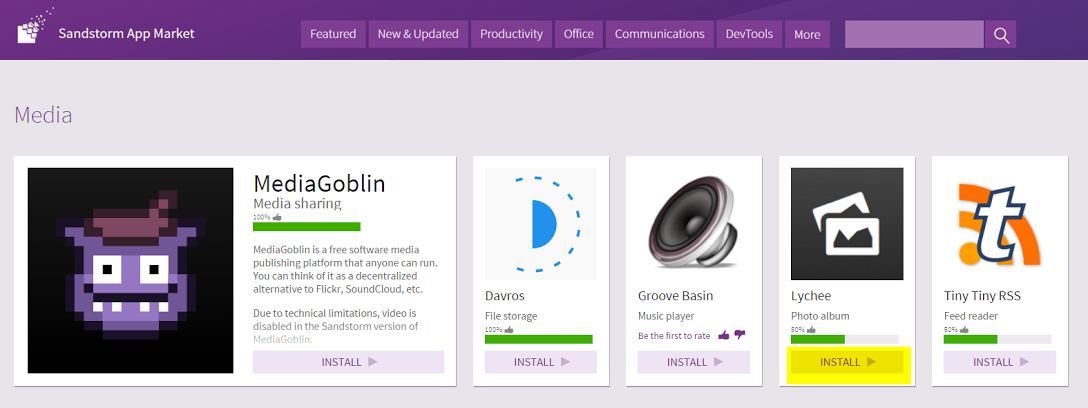 Sandstorm App Market
Featured
New & Updated
Productivity
Office
Communications
DevTools
More
Media
MediaGoblin
Media sharing
100%
MediaGoblin is a free software media
publishing platform that anyone can run.
You can think of it as a decentralized
alternative to Flickr, SoundCloud, etc.
Due to technical limitations, video is
disabled in the Sandstorm version of
MediaGoblin.
INSTALL
Davros
File storage
100%
INSTALL
Groove Basin
Music player
Be the first to rate
INSTALL
Lychee
Photo album
50%
INSTALL
t
Tiny Tiny RSS
Feed reader
50%
INSTALL